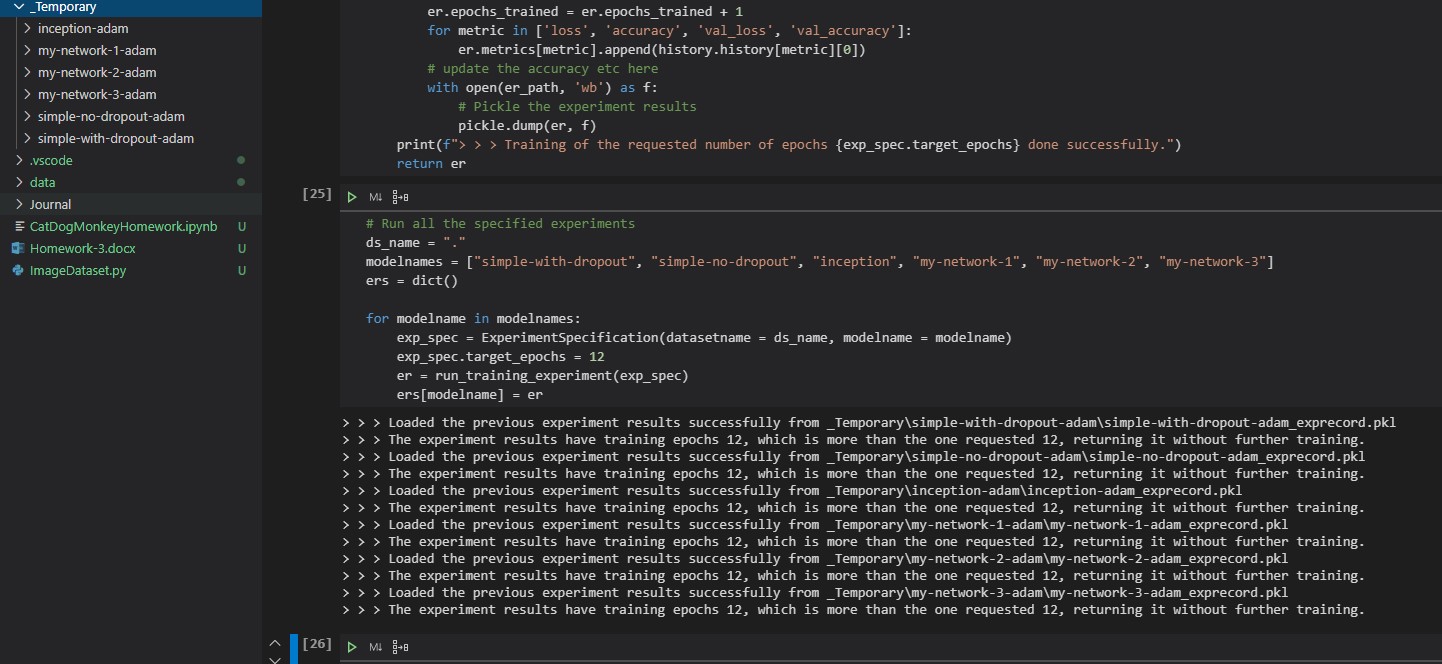 _Temporary
inception-adam
my-network-1-adam
my-network-2-adam
my-network-3-adam
simple-no-dropout-adam
simple-with-dropout-adam
.vscode
data
Journal
CatDogMonkeyHomework.ipynb U
Homework-3.docx U
ImageDataset.py U
er.epochs_trained = er.epochs_trained + 1
for metric in ['loss', 'accuracy', 'val_loss', 'val_accuracy']:
er.metrics[metric].append(history.history[metric][0])
# update the accuracy etc here
with open(er_path, 'wb') as f:
# Pickle the experiment results
pickle.dump(er, f)
print(f"> > > Training of the requested number of epochs {exp_spec.target_epochs} done successfully.")
return er
[25]
M↓
# Run all the specified experiments
ds_name = "."
modelnames = ["simple-with-dropout", "simple-no-dropout", "inception", "my-network-1", "my-network-2", "my-network-3"]
ers = dict()
for modelname in modelnames:
exp_spec = ExperimentSpecification(datasetname = ds_name, modelname = modelname)
exp_spec.target_epochs = 12
er = run_training_experiment(exp_spec)
ers[modelname] = er
> > > Loaded the previous experiment results successfully from _Temporary\simple-with-dropout-adam\simple-with-dropout-adam_exprecord.pkl
> > > The experiment results have training epochs 12, which is more than the one requested 12, returning it without further training.
> > > Loaded the previous experiment results successfully from _Temporary\simple-no-dropout-adam\simple-no-dropout-adam_exprecord.pkl
> > > The experiment results have training epochs 12, which is more than the one requested 12, returning it without further training.
> > > Loaded the previous experiment results successfully from _Temporary\inception-adam\inception-adam_exprecord.pkl
> > > The experiment results have training epochs 12, which is more than the one requested 12, returning it without further training.
> > > Loaded the previous experiment results successfully from _Temporary\my-network-1-adam\my-network-1-adam_exprecord.pkl
> > > The experiment results have training epochs 12, which is more than the one requested 12, returning it without further training.
> > > Loaded the previous experiment results successfully from _Temporary\my-network-2-adam\my-network-2-adam_exprecord.pkl
> > > The experiment results have training epochs 12, which is more than the one requested 12, returning it without further training.
> > > Loaded the previous experiment results successfully from _Temporary\my-network-3-adam\my-network-3-adam_exprecord.pkl
> > > The experiment results have training epochs 12, which is more than the one requested 12, returning it without further training.
[26]
M↓